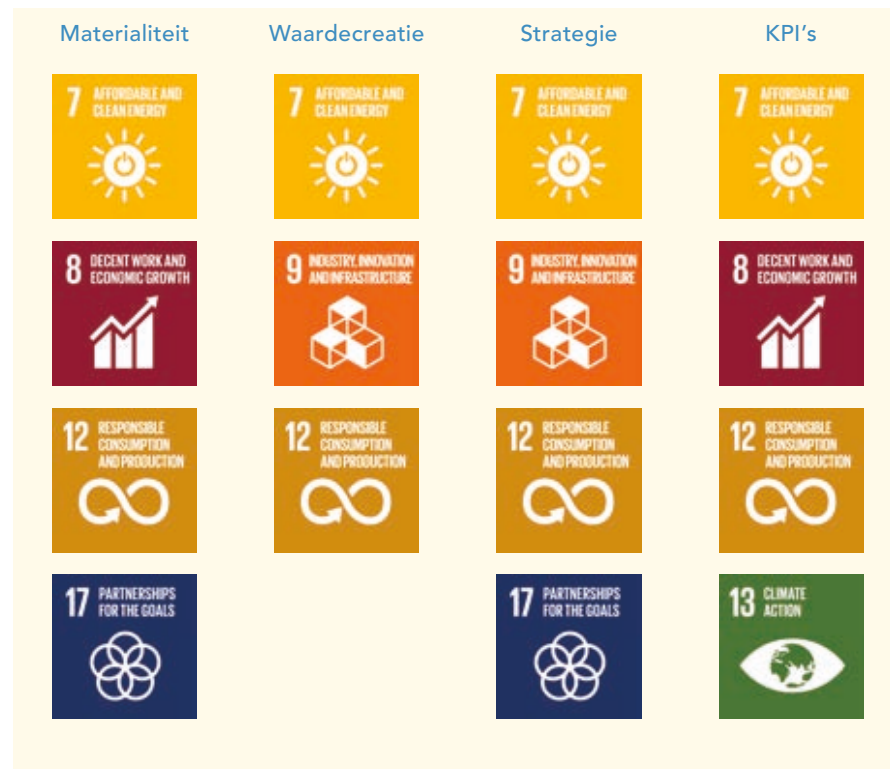 Materialiteit Waardecreatie Strategie KPI's
7 AFFORDABLE AND
CLEAN ENERGY
7 AFFORDABLE AND
CLEAN ENERGY
7 AFFORDABLE AND
CLEAN ENERGY
7 AFFORDABLE AND
CLEAN ENERGY
8 DECENT WORK AND
ECONOMIC GROWTH
9 INDUSTRY, INNOVATION
AND INFRASTRUCTURE
9 INDUSTRY, INNOVATION
AND INFRASTRUCTURE
8 DECENT WORK AND
ECONOMIC GROWTH
12 RESPONSIBLE
CONSUMPTION
AND PRODUCTION
12 RESPONSIBLE
CONSUMPTION
AND PRODUCTION
12 RESPONSIBLE
CONSUMPTION
AND PRODUCTION
12 RESPONSIBLE
CONSUMPTION
AND PRODUCTION
17 PARTNERSHIPS
FOR THE GOALS
17 PARTNERSHIPS
FOR THE GOALS
13 CLIMATE
ACTION